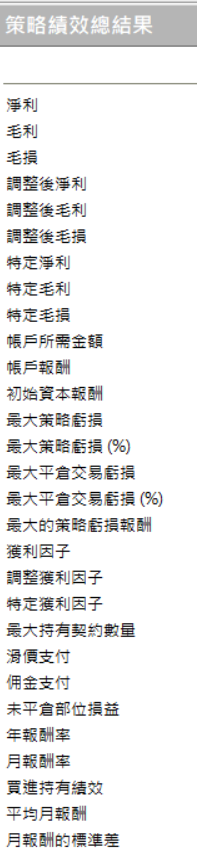 策略績效總結果
淨利
毛利
毛損
調整後淨利
調整後毛利
調整後毛損
特定淨利
特定毛利
特定毛損
帳戶所需金額
帳戶報酬
初始資本報酬
最大策略虧損
最大策略虧損 (%)
最大平倉交易虧損
最大平倉交易虧損 (%)
最大的策略虧損報酬
獲利因子
調整獲利因子
特定獲利因子
最大持有契約數量
滑價支付
佣金支付
未平倉部位損益
年報酬率
月報酬率
買進持有績效
平均月報酬
月報酬的標準差